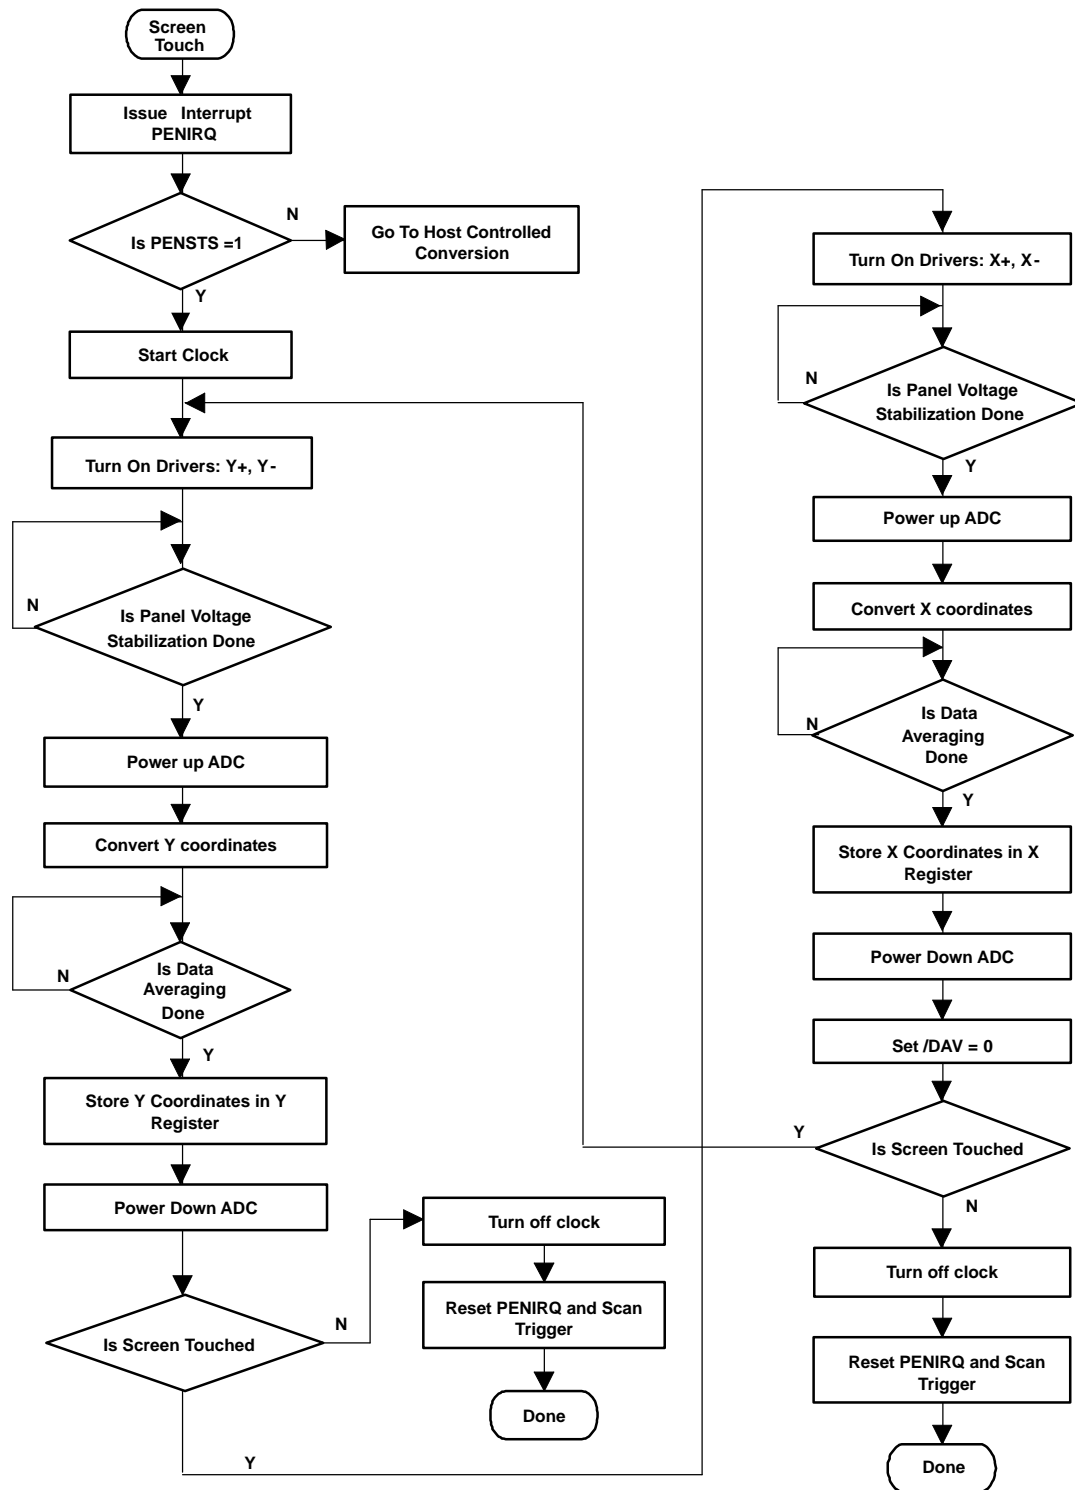 Screen
Touch
Issue Interrupt
PENIRQ
Is PENSTS =1
N
Go To Host Controlled
Conversion
Y
Start Clock
Turn On Drivers: Y+, Y-
N
Is Panel Voltage
Stabilization Done
Y
Power up ADC
Convert Y coordinates
N
Is Data
Averaging
Done
Y
Store Y Coordinates in Y
Register
Power Down ADC
Is Screen Touched
N
Turn off clock
Reset PENIRQ and Scan
Trigger
Done
Y
Turn On Drivers: X+, X-
N
Is Panel Voltage
Stabilization Done
Y
Power up ADC
Convert X coordinates
N
Is Data
Averaging
Done
Y
Store X Coordinates in X
Register
Power Down ADC
Set /DAV = 0
Y
Is Screen Touched
N
Turn off clock
Reset PENIRQ and Scan
Trigger
Done